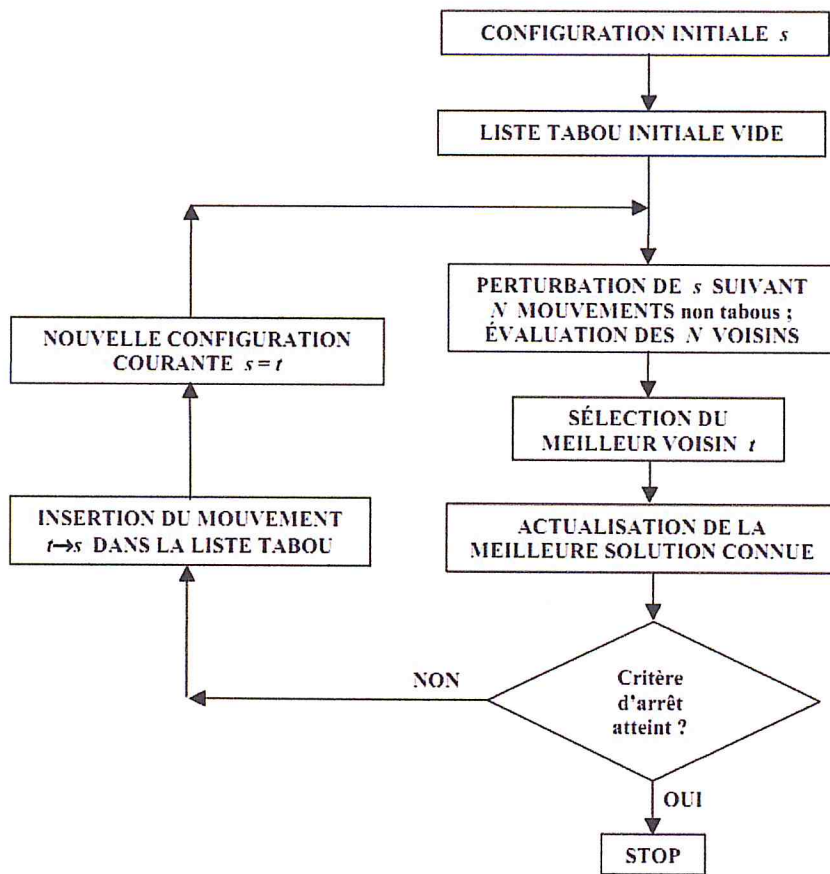 CONFIGURATION INITIALE s
LISTE TABOU INITIALE VIDE
PERTURBATION DE s SUIVANT
N MOUVEMENTS non tabous ;
ÉVALUATION DES N VOISINS
SÉLECTION DU
MEILLEUR VOISIN t
ACTUALISATION DE LA
MEILLEURE SOLUTION CONNUE
Critère
d'arrêt
atteint ?
OUI
STOP
NON
INSERTION DU MOUVEMENT
t→s DANS LA LISTE TABOU
NOUVELLE CONFIGURATION
COURANTE s = t